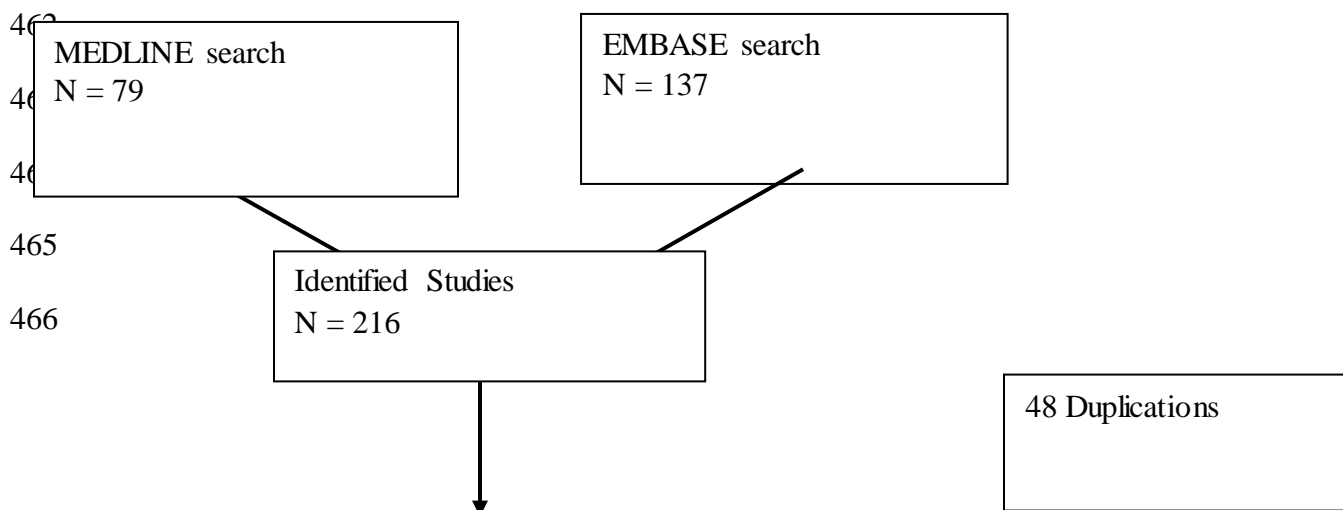 MEDLINE search
N = 79
EMBASE search
N = 137
465
Identified Studies
N = 216
466
48 Duplications